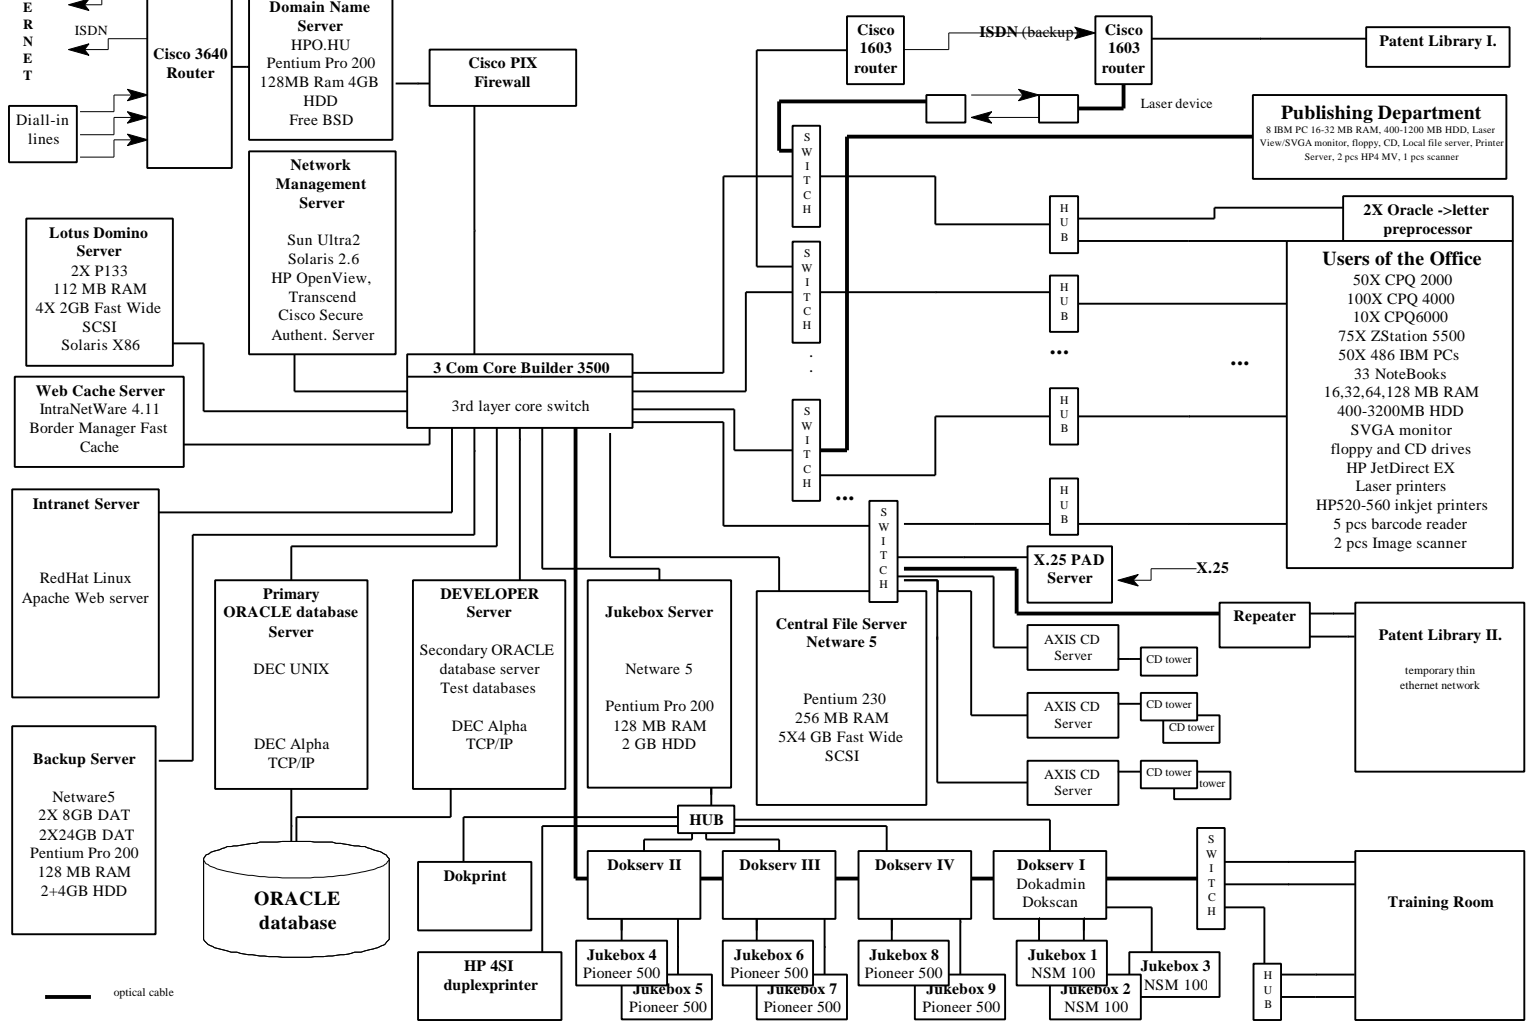 E
R
N
E
T
ISDN
Diall-in
lines
Cisco 3640
Router
Domain Name
Server
HPO.HU
Pentium Pro 200
128MB Ram 4GB
HDD
Free BSD
Cisco PIX
Firewall
Cisco
1603
router
ISDN (backup)
Cisco
1603
router
Patent Library I.
Laser device
Publishing Department
8 IBM PC 16-32 MB RAM, 400-1200 MB HDD, Laser
View/SVGA monitor, floppy, CD, Local file server, Printer
Server, 2 pcs HP4 MV, 1 pcs scanner
Network
Management
Server
Sun Ultra2
Solaris 2.6
HP OpenView,
Transcend
Cisco Secure
Authent. Server
Lotus Domino
Server
2X P133
112 MB RAM
4X 2GB Fast Wide
SCSI
Solaris X86
Web Cache Server
IntraNetWare 4.11
Border Manager Fast
Cache
3 Com Core Builder 3500
3rd layer core switch
S
W
I
T
C
H
S
W
I
T
C
H
.
.
S
W
I
T
C
H
...
S
W
I
T
C
H
H
U
B
H
U
B
...
H
U
B
H
U
B
...
2X Oracle ->letter
preprocessor
Users of the Office
50X CPQ 2000
100X CPQ 4000
10X CPQ6000
75X ZStation 5500
50X 486 IBM PCs
33 NoteBooks
16,32,64,128 MB RAM
400-3200MB HDD
SVGA monitor
floppy and CD drives
HP JetDirect EX
Laser printers
HP520-560 inkjet printers
5 pcs barcode reader
2 pcs Image scanner
Intranet Server
RedHat Linux
Apache Web server
Backup Server
Netware5
2X 8GB DAT
2X24GB DAT
Pentium Pro 200
128 MB RAM
2+4GB HDD
Primary
ORACLE database
Server
DEC UNIX
DEC Alpha
TCP/IP
DEVELOPER
Server
Secondary ORACLE
database server
Test databases
DEC Alpha
TCP/IP
Jukebox Server
Netware 5
Pentium Pro 200
128 MB RAM
2 GB HDD
Central File Server
Netware 5
Pentium 230
256 MB RAM
5X4 GB Fast Wide
SCSI
X.25 PAD
Server
X.25
Repeater
Patent Library II.
temporary thin
ethernet network
AXIS CD
Server
CD tower
AXIS CD
Server
CD tower
CD tower
AXIS CD
Server
CD tower
tower
ORACLE
database
HUB
Dokprint
HP 4SI
duplexprinter
Dokserv II
Dokserv III
Dokserv IV
Dokserv I
Dokadmin
Dokscan
Jukebox 4
Pioneer 500
Jukebox 5
Pioneer 500
Jukebox 6
Pioneer 500
Jukebox 7
Pioneer 500
Jukebox 8
Pioneer 500
Jukebox 9
Pioneer 500
Jukebox 1
NSM 100
Jukebox 2
NSM 100
Jukebox 3
NSM 100
S
W
I
T
C
H
H
U
B
Training Room
optical cable